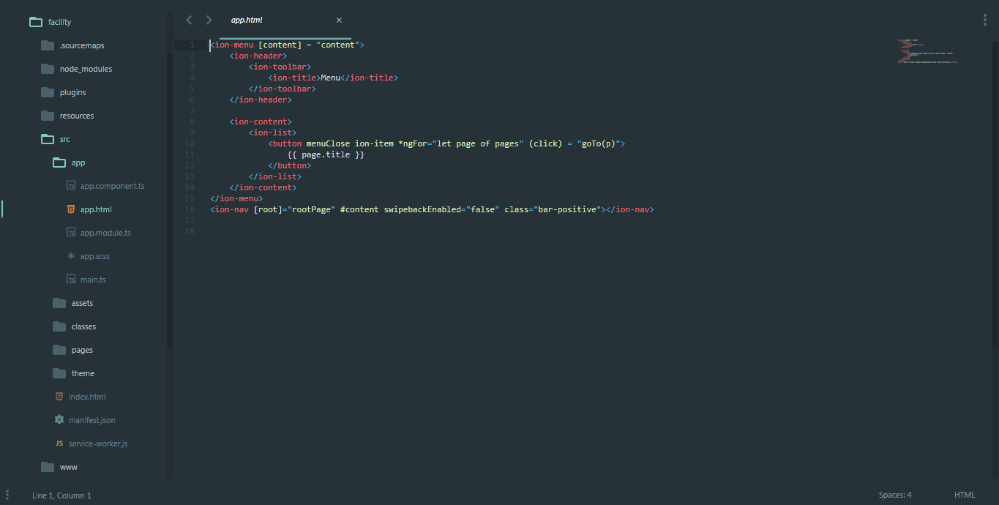 facility
.sourcemaps
node_modules
plugins
resources
src
app
app.component.ts
app.html
app.module.ts
app.scss
main.ts
assets
classes
pages
theme
index.html
manifest.json
JS service-worker.js
www
app.html ×
1 <ion-menu [content] = "content">
2 <ion-header>
3 <ion-toolbar>
4 <ion-title>Menu</ion-title>
5 </ion-toolbar>
6 </ion-header>
7
8 <ion-content>
9 <ion-list>
10 <button menuClose ion-item *ngFor="let page of pages" (click) = "goTo(p)">
11 {{ page.title }}
12 </button>
13 </ion-list>
14 </ion-content>
15 </ion-menu>
16 <ion-nav [root]="rootPage" #content swipebackEnabled="false" class="bar-positive"></ion-nav>
17
18
Line 1, Column 1
Spaces: 4
HTML